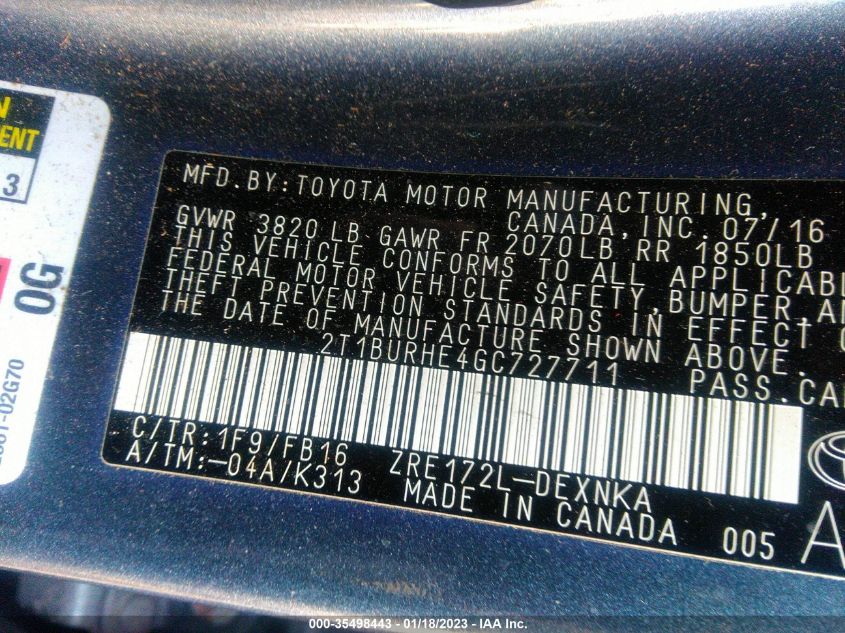 MFD.BY:TOYOTA MOTOR MANUFACTURING,
CANADA,INC.07/16
GVWR 3820 LB GAWR FR 2070LB RR 1850LB
THIS VEHICLE CONFORMS TO ALL APPLICABL
FEDERAL MOTOR VEHICLE SAFETY,BUMPER,A
THEFT PREVENTION STANDARDS IN EFFECT O
THE DATE OF MANUFACTURE SHOWN ABOVE.
2T1BURHE4GC727711 PASS.CA
C/TR:1F9/FB16 ZRE172L-DEXNKA
A/TM:-04A/K313 MADE IN CANADA 005 A
N
ENT
3
0G
02G70
000-35498443 - 01/18/2023 - IAA Inc.